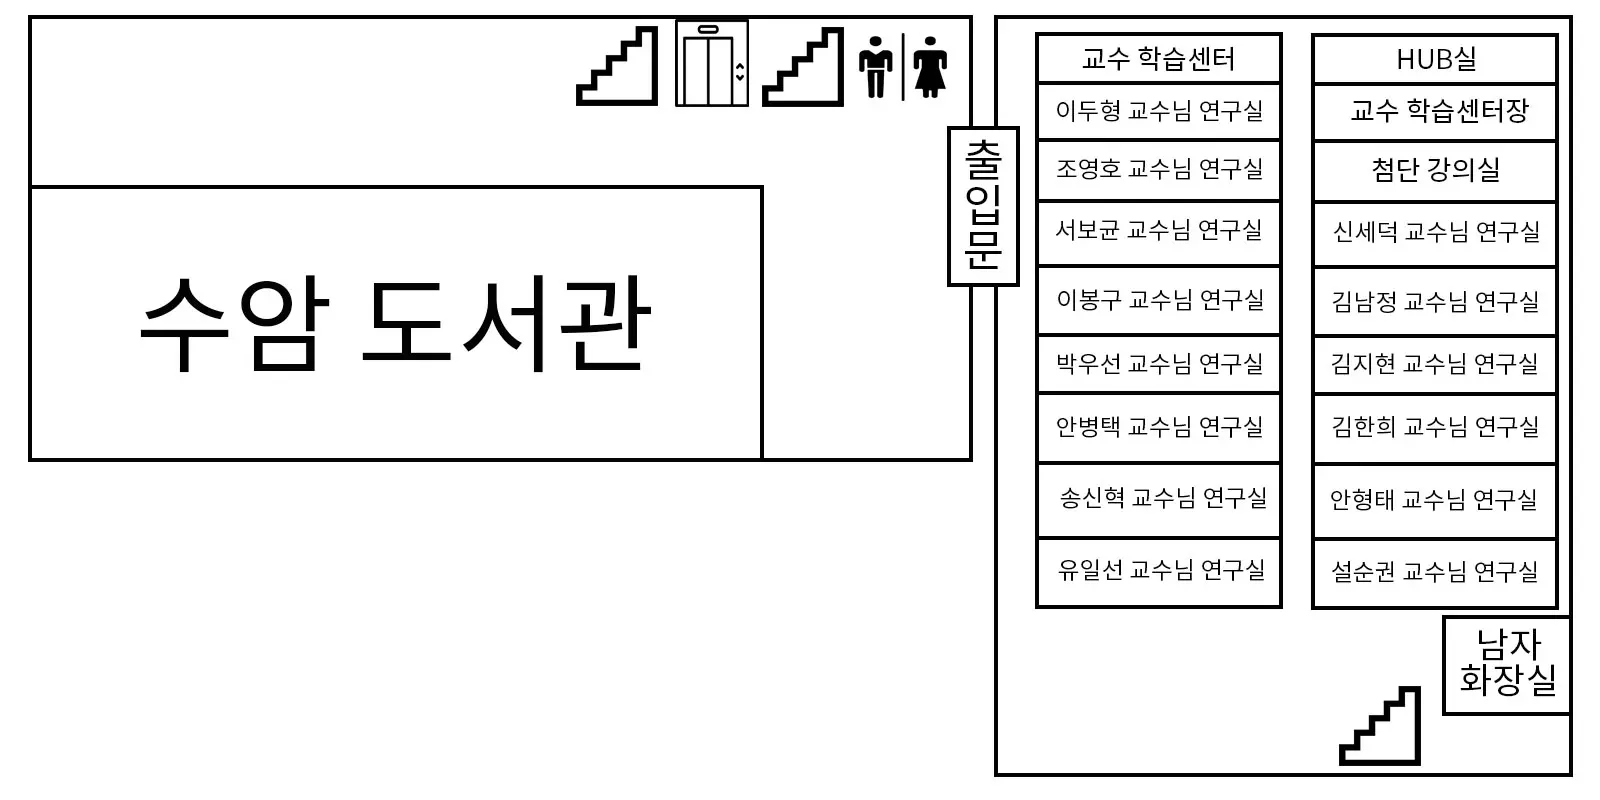 수암 도서관
출
입
문
교수 학습센터
이두형 교수님 연구실
조영호 교수님 연구실
서보균 교수님 연구실
이봉구 교수님 연구실
박우선 교수님 연구실
안병택 교수님 연구실
송신혁 교수님 연구실
유일선 교수님 연구실
HUB실
교수 학습센터장
첨단 강의실
신세덕 교수님 연구실
김남정 교수님 연구실
김지현 교수님 연구실
김한희 교수님 연구실
안형태 교수님 연구실
설순권 교수님 연구실
남자
화장실